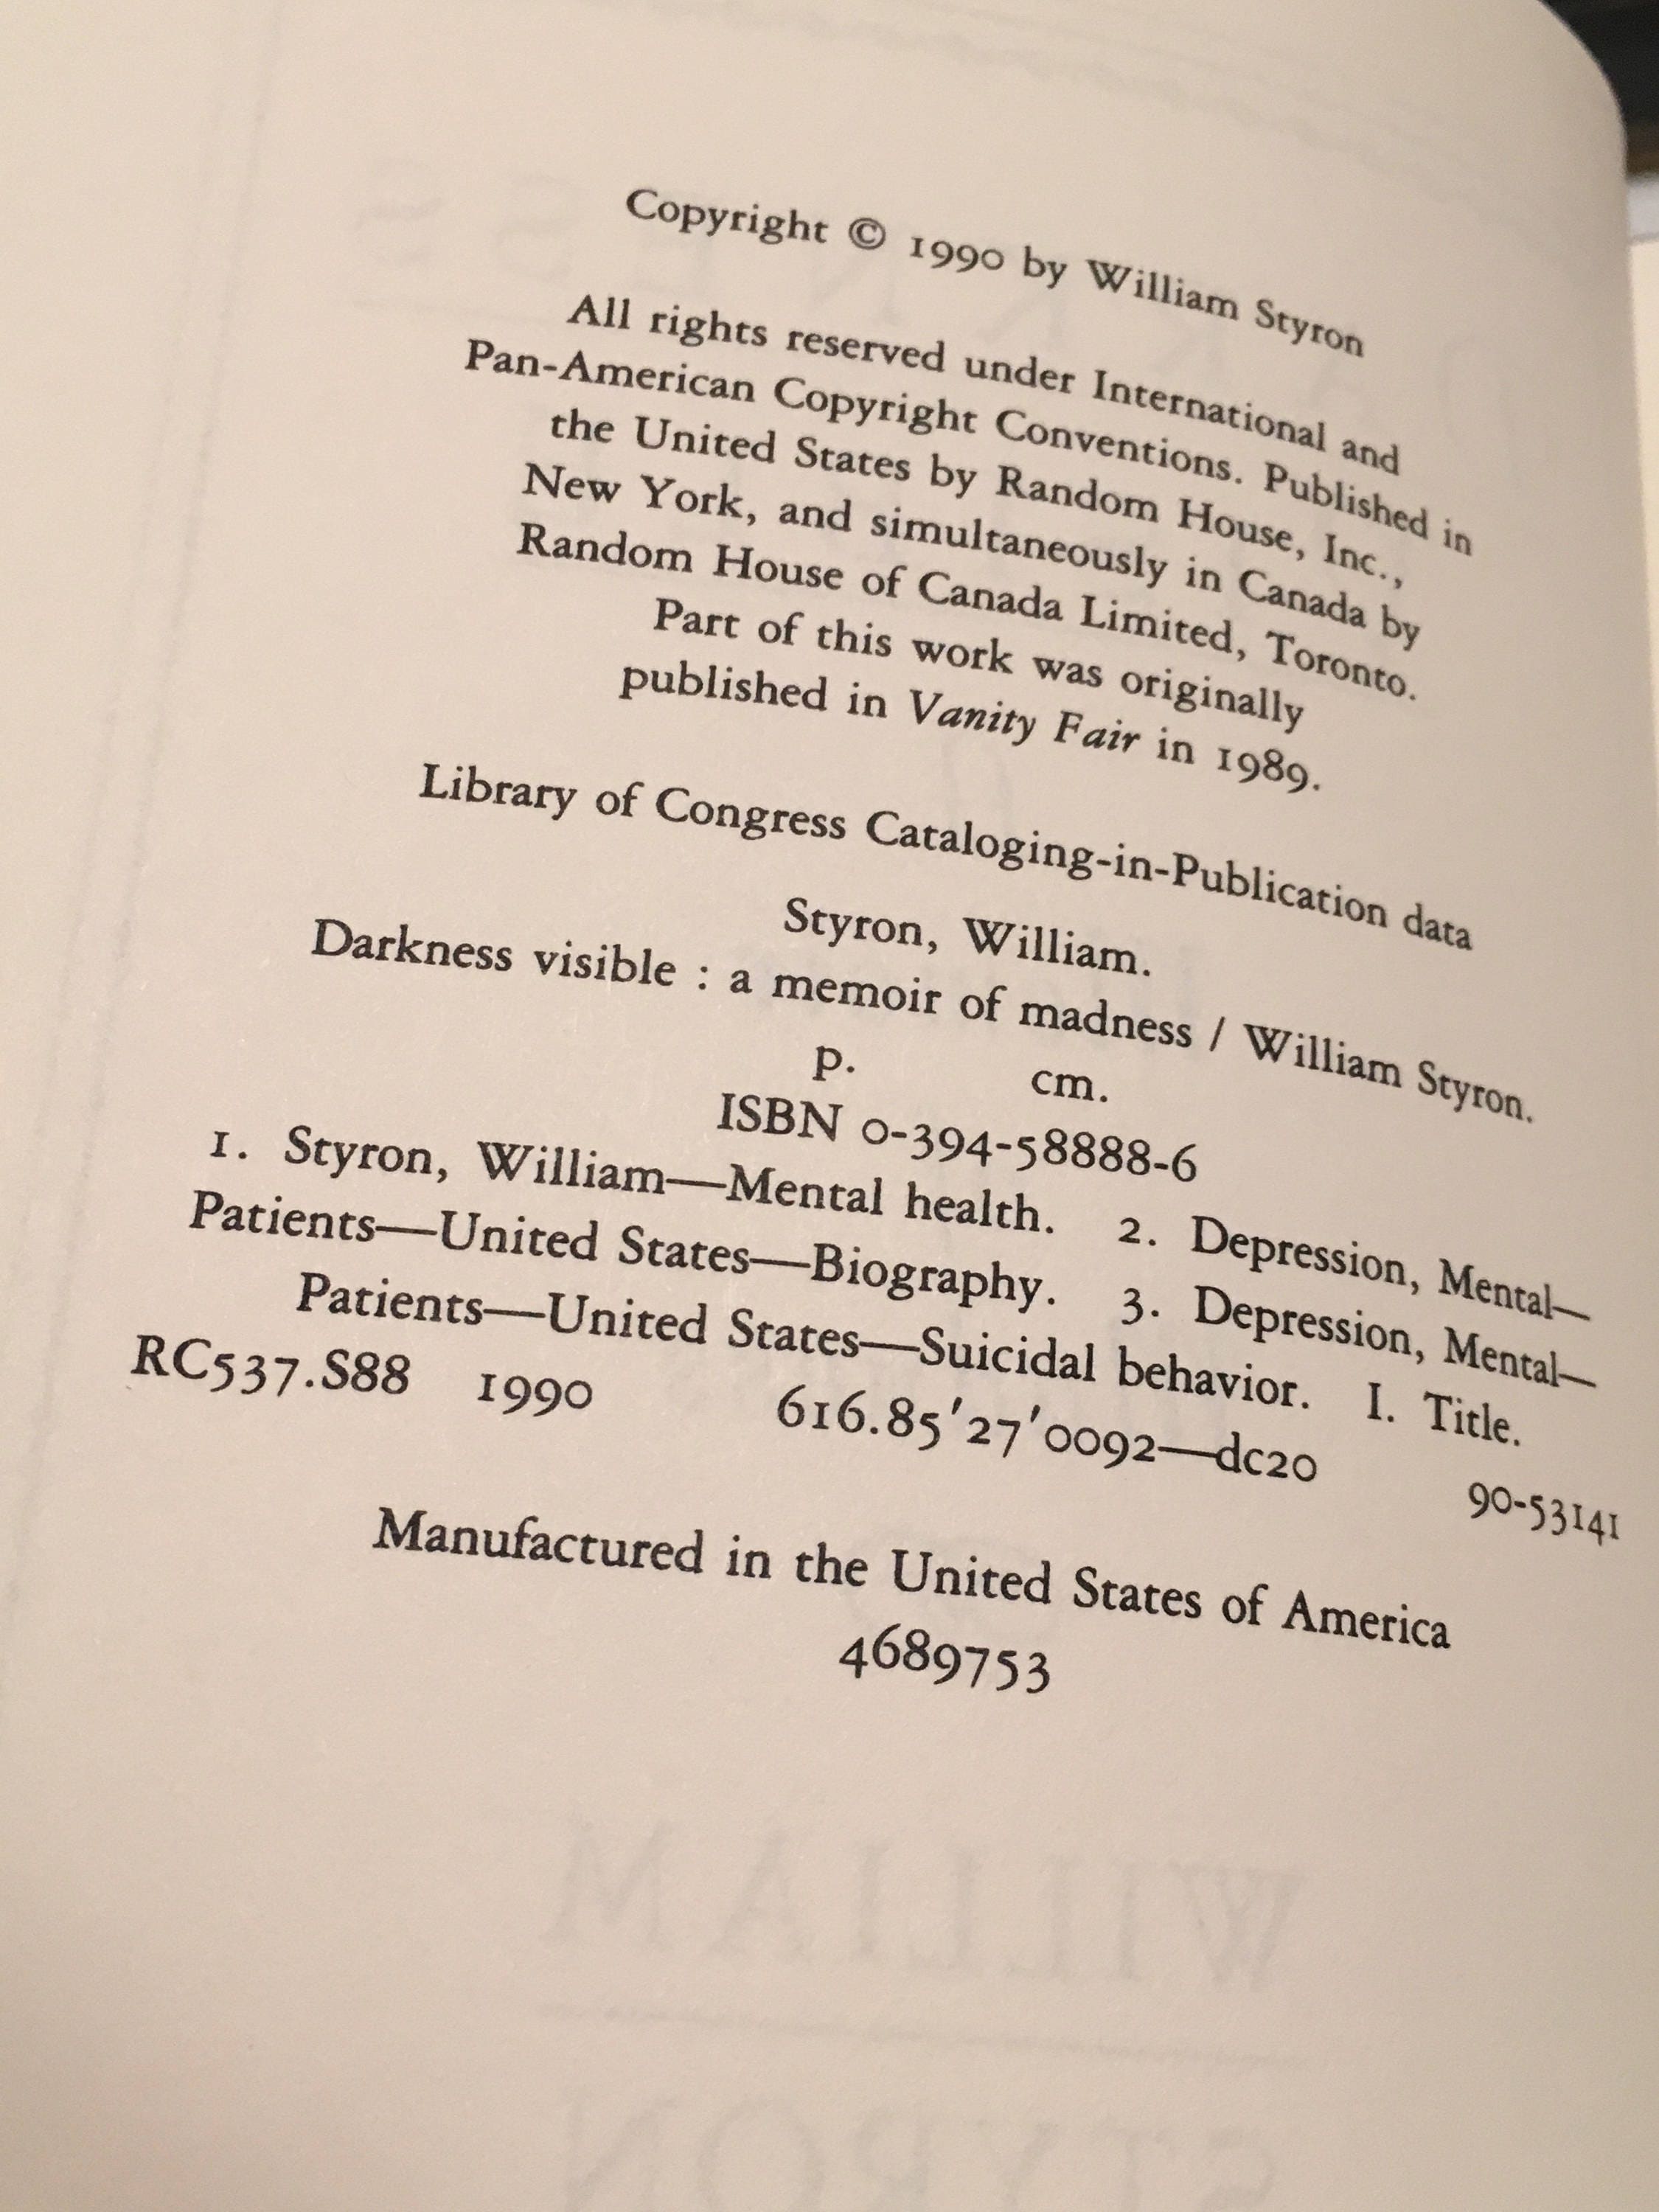 Copyright © 1990 by William Styron
All rights reserved under International and
Pan-American Copyright Conventions. Published in
the United States by Random House, Inc.,
New York, and simultaneously in Canada by
Random House of Canada Limited, Toronto.
Part of this work was originally
published in Vanity Fair in 1989.
Library of Congress Cataloging-in-Publication data
Styron, William.
Darkness visible : a memoir of madness / William Styron.
p. cm.
ISBN 0-394-58888-6
1. Styron, William—Mental health. 2. Depression, Mental—
Patients—United States—Biography. 3. Depression, Mental—
Patients—United States—Suicidal behavior. I. Title.
RC537.S88 1990 616.85′27′0092—dc20 90-53141
Manufactured in the United States of America
4689753
WILLIAM
STYRON